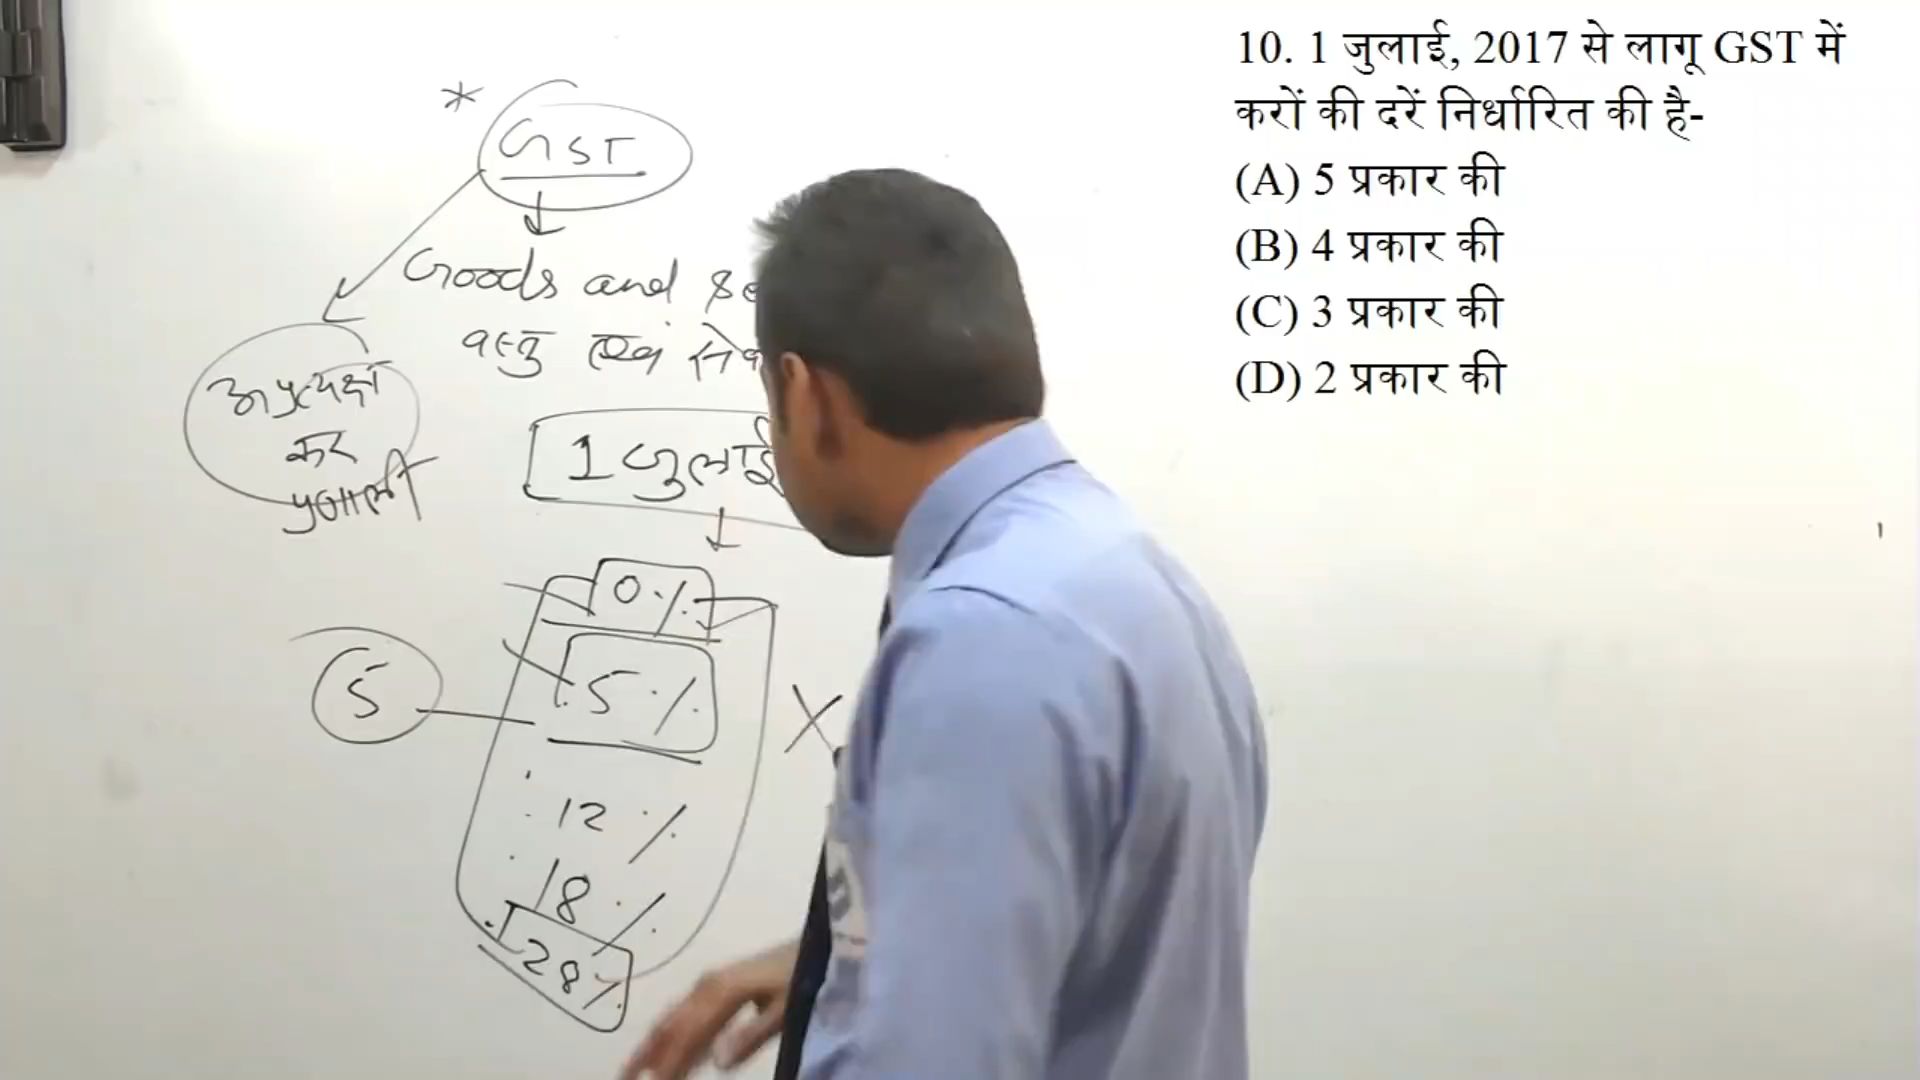 10. 1 जुलाई, 2017 से लागू GST में
करों की दरें निर्धारित की है-
(A) 5 प्रकार की
(B) 4 प्रकार की
(C) 3 प्रकार की
(D) 2 प्रकार की
GST
Goods and
वस्तु एवं
अप्रत्यक्ष
कर
प्रणाली
1 जुलाई
0%
5
5%
12%
18%
28%